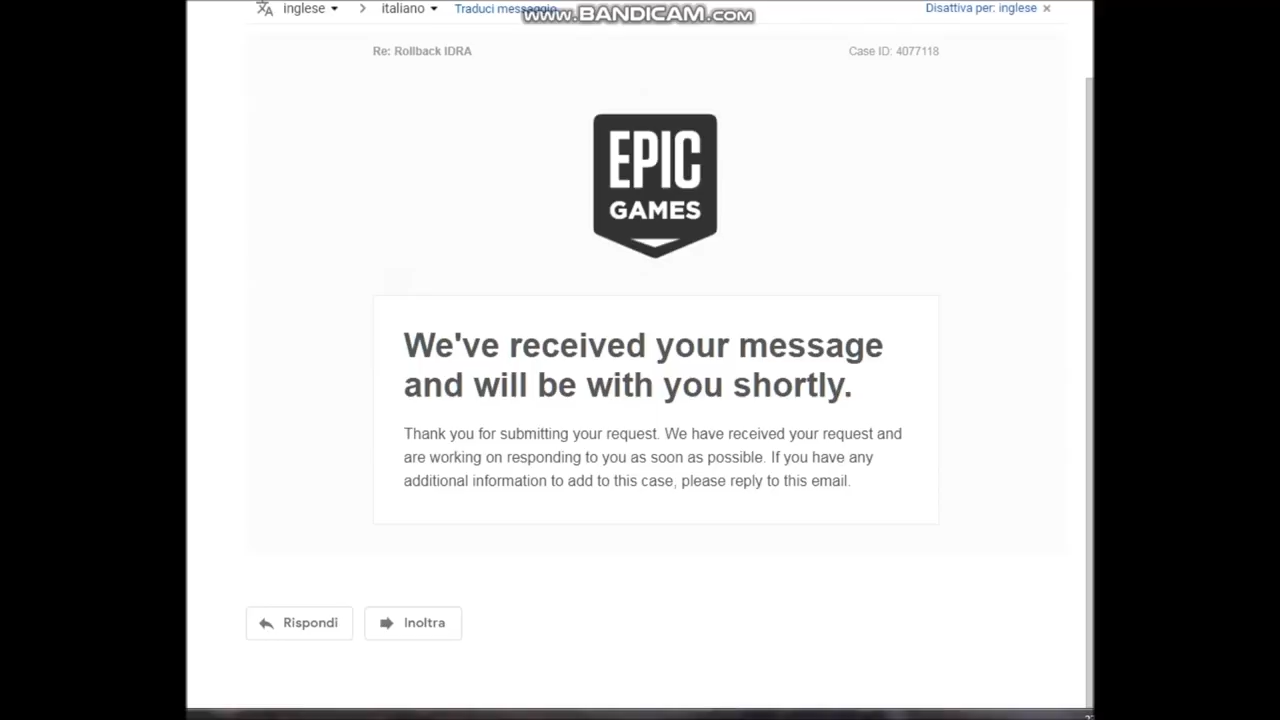 inglese > italiano Traduci messaggio Disattiva per: inglese ×
www.BANDICAM.com
Re: Rollback IDRA Case ID: 4077118
EPIC
GAMES
We've received your message
and will be with you shortly.
Thank you for submitting your request. We have received your request and
are working on responding to you as soon as possible. If you have any
additional information to add to this case, please reply to this email.
Rispondi Inoltra